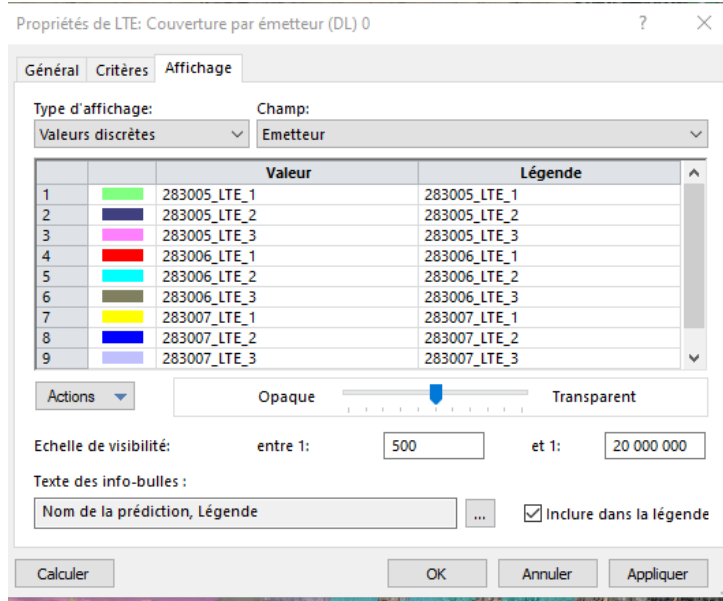 Propriétés de LTE: Couverture par émetteur (DL) 0 ?
Général Critères Affichage
Type d'affichage: Champ:
Valeurs discrètes Emetteur
Valeur Légende
1 283005_LTE_1 283005_LTE_1
2 283005_LTE_2 283005_LTE_2
3 283005_LTE_3 283005_LTE_3
4 283006_LTE_1 283006_LTE_1
5 283006_LTE_2 283006_LTE_2
6 283006_LTE_3 283006_LTE_3
7 283007_LTE_1 283007_LTE_1
8 283007_LTE_2 283007_LTE_2
9 283007_LTE_3 283007_LTE_3
Actions Opaque Transparent
Echelle de visibilité: entre 1: 500 et 1: 20 000 000
Texte des info-bulles :
Nom de la prédiction, Légende ... Inclure dans la légende
Calculer OK Annuler Appliquer